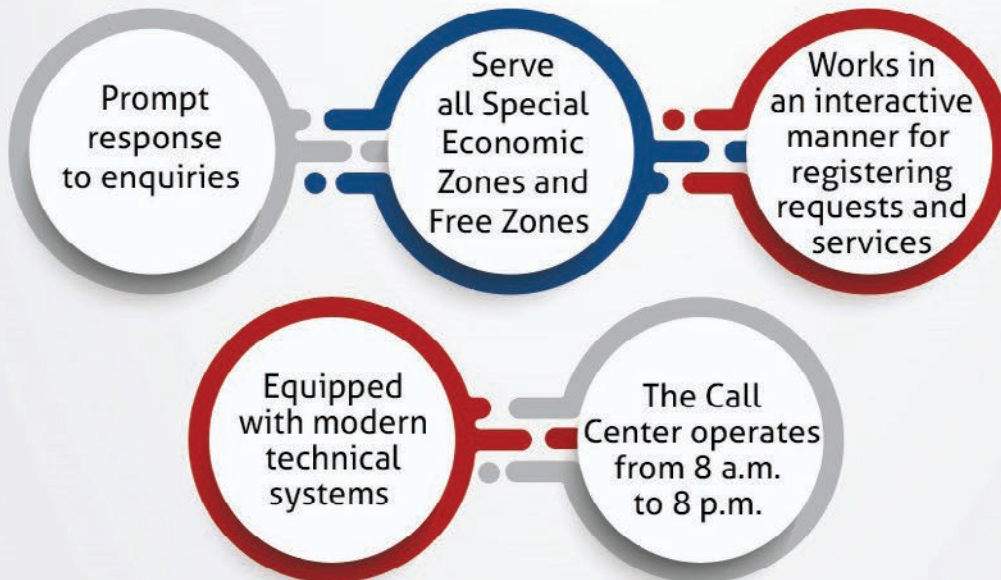 Prompt
response
to enquiries
Serve
all Special
Economic
Zones and
Free Zones
Works in
an interactive
manner for
registering
requests and
services
Equipped
with modern
technical
systems
The Call
Center operates
from 8 a.m.
to 8 p.m.